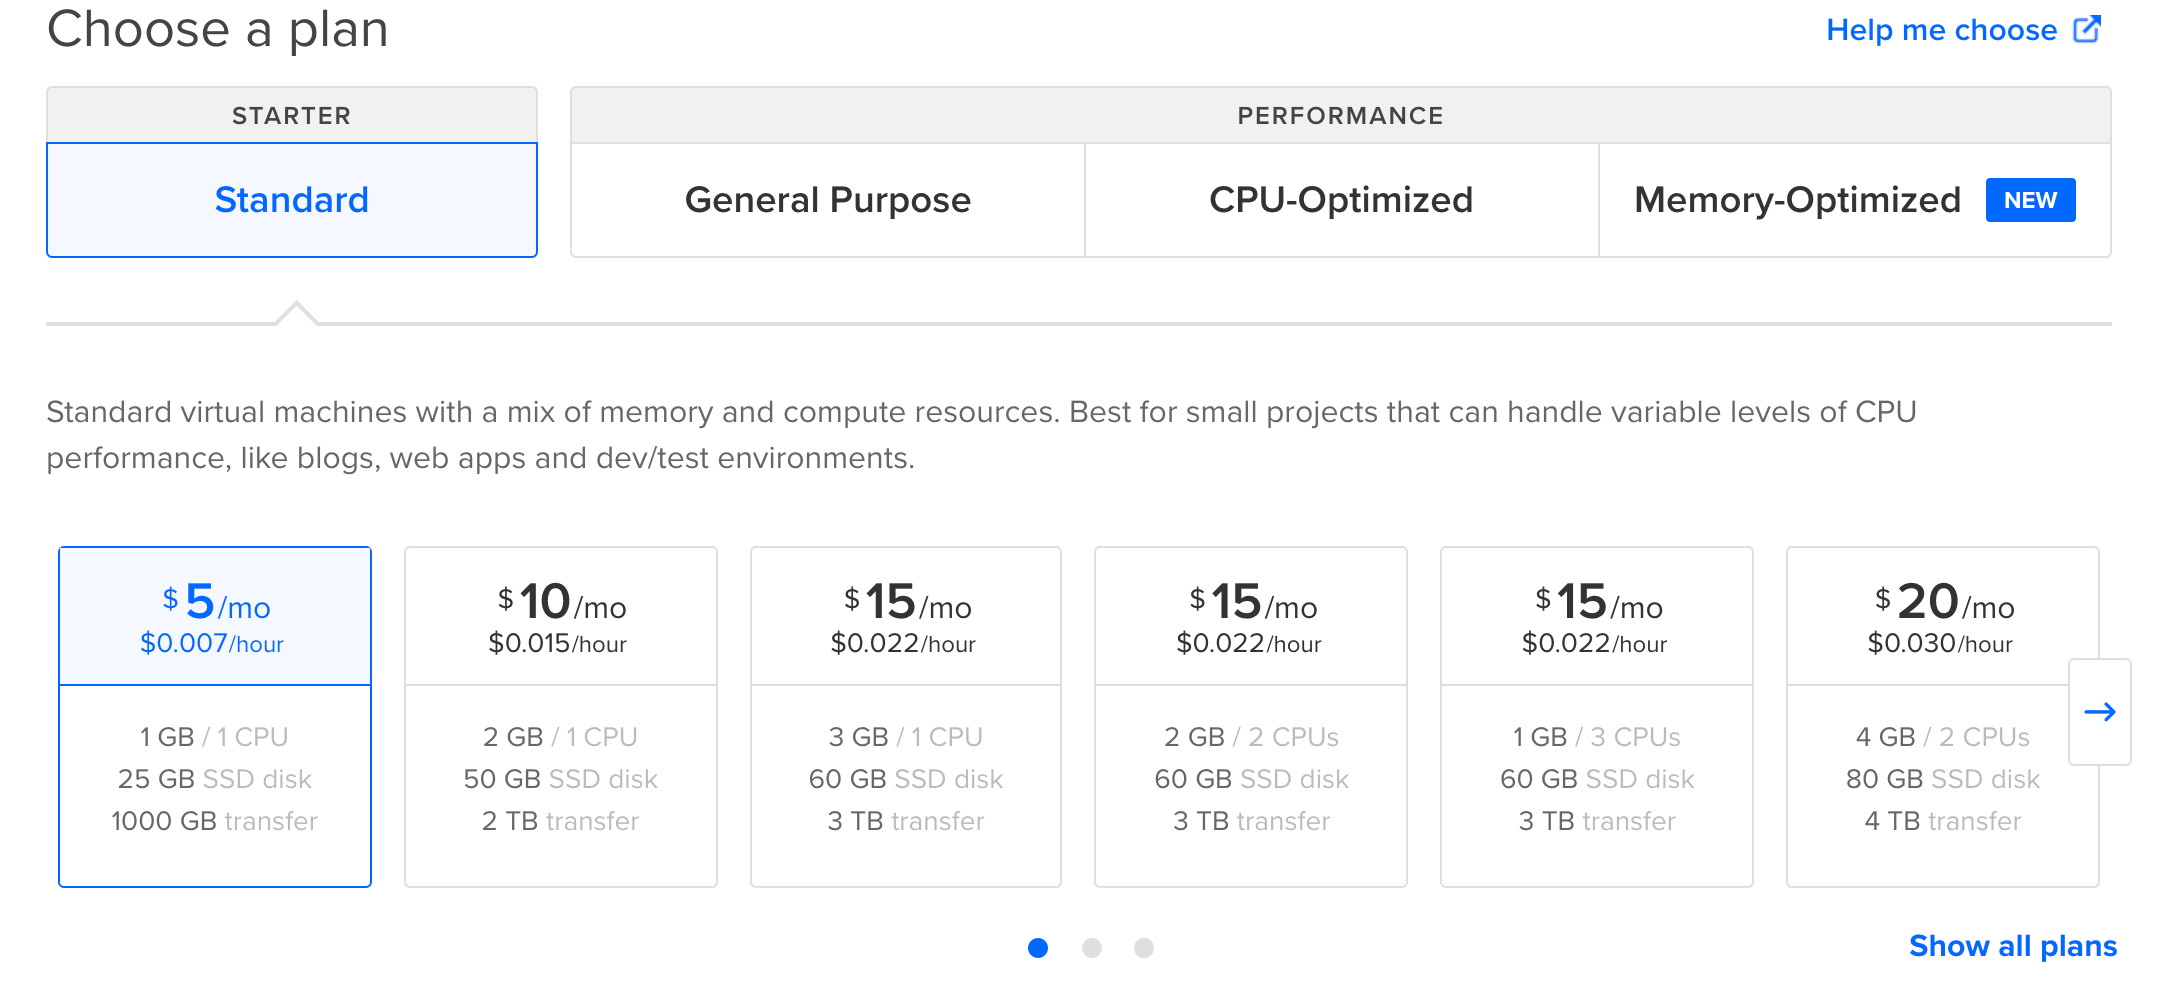 Choose a plan
Help me choose
STARTER
PERFORMANCE
Standard
General Purpose
CPU-Optimized
Memory-Optimized NEW
Standard virtual machines with a mix of memory and compute resources. Best for small projects that can handle variable levels of CPU
performance, like blogs, web apps and dev/test environments.
$5/mo
$0.007/hour
1 GB / 1 CPU
25 GB SSD disk
1000 GB transfer
$10/mo
$0.015/hour
2 GB / 1 CPU
50 GB SSD disk
2 TB transfer
$15/mo
$0.022/hour
3 GB / 1 CPU
60 GB SSD disk
3 TB transfer
$15/mo
$0.022/hour
2 GB / 2 CPUs
60 GB SSD disk
3 TB transfer
$15/mo
$0.022/hour
1 GB / 3 CPUs
60 GB SSD disk
3 TB transfer
$20/mo
$0.030/hour
4 GB / 2 CPUs
80 GB SSD disk
4 TB transfer
Show all plans